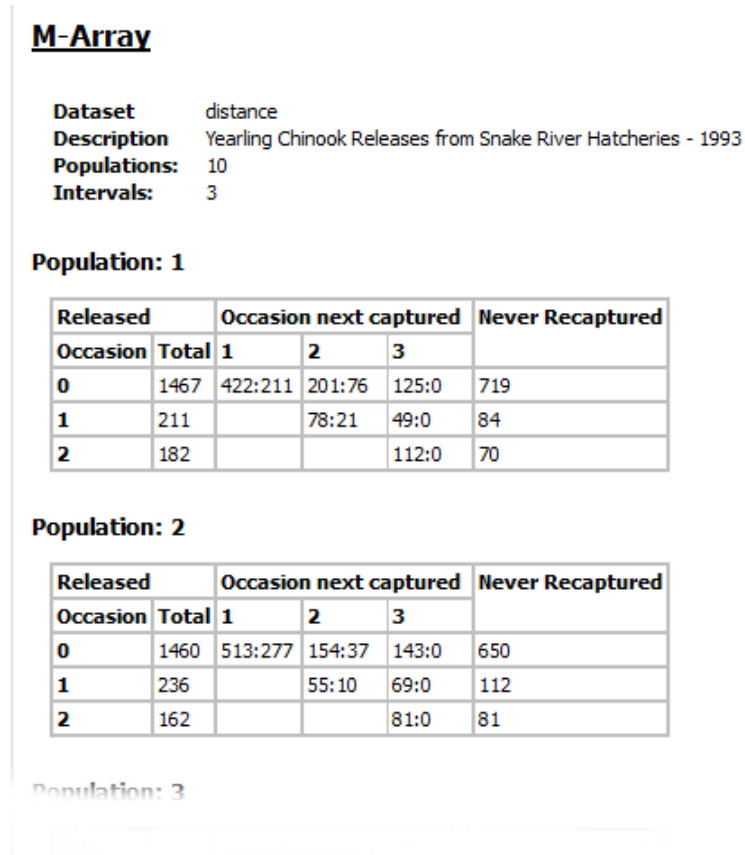 M-Array
Dataset distance
Description Yearling Chinook Releases from Snake River Hatcheries - 1993
Populations: 10
Intervals: 3
Population: 1
Released Occasion next captured Never Recaptured
Occasion Total 1 2 3
0 1467 422:211 201:76 125:0 719
1 211 78:21 49:0 84
2 182 112:0 70
Population: 2
Released Occasion next captured Never Recaptured
Occasion Total 1 2 3
0 1460 513:277 154:37 143:0 650
1 236 55:10 69:0 112
2 162 81:0 81
Population: 3